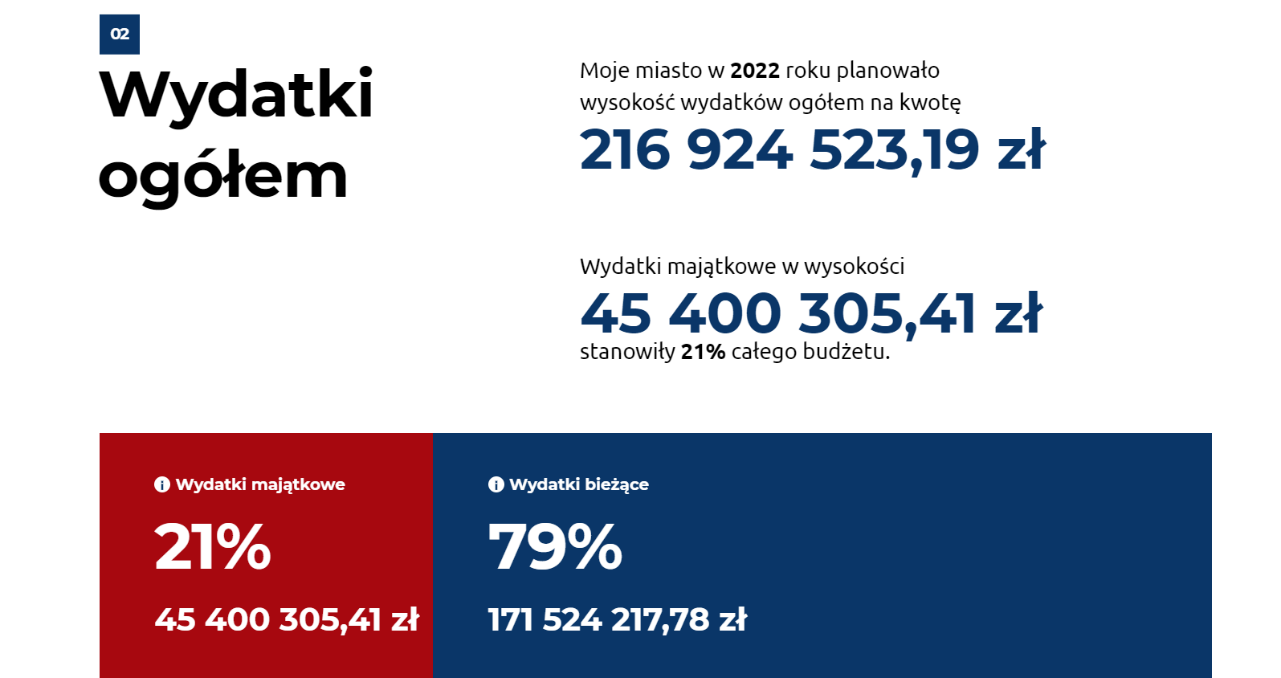 02
Wydatki
ogółem
Moje miasto w 2022 roku planowało
wysokość wydatków ogółem na kwotę
216 924 523,19 zł
Wydatki majątkowe w wysokości
45 400 305,41 zł
stanowiły 21% całego budżetu.
Wydatki majątkowe
21%
45 400 305,41 zł
Wydatki bieżące
79%
171 524 217,78 zł